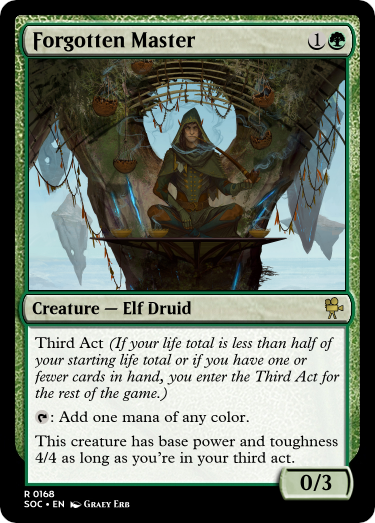 Forgotten Master 1
Creature — Elf Druid
Third Act (If your life total is less than half of
your starting life total or if you have one or
fewer cards in hand, you enter the Third Act for
the rest of the game.)
: Add one mana of any color.
This creature has base power and toughness
4/4 as long as you're in your third act.
0/3
R 0168
SOC • EN Graey Erb